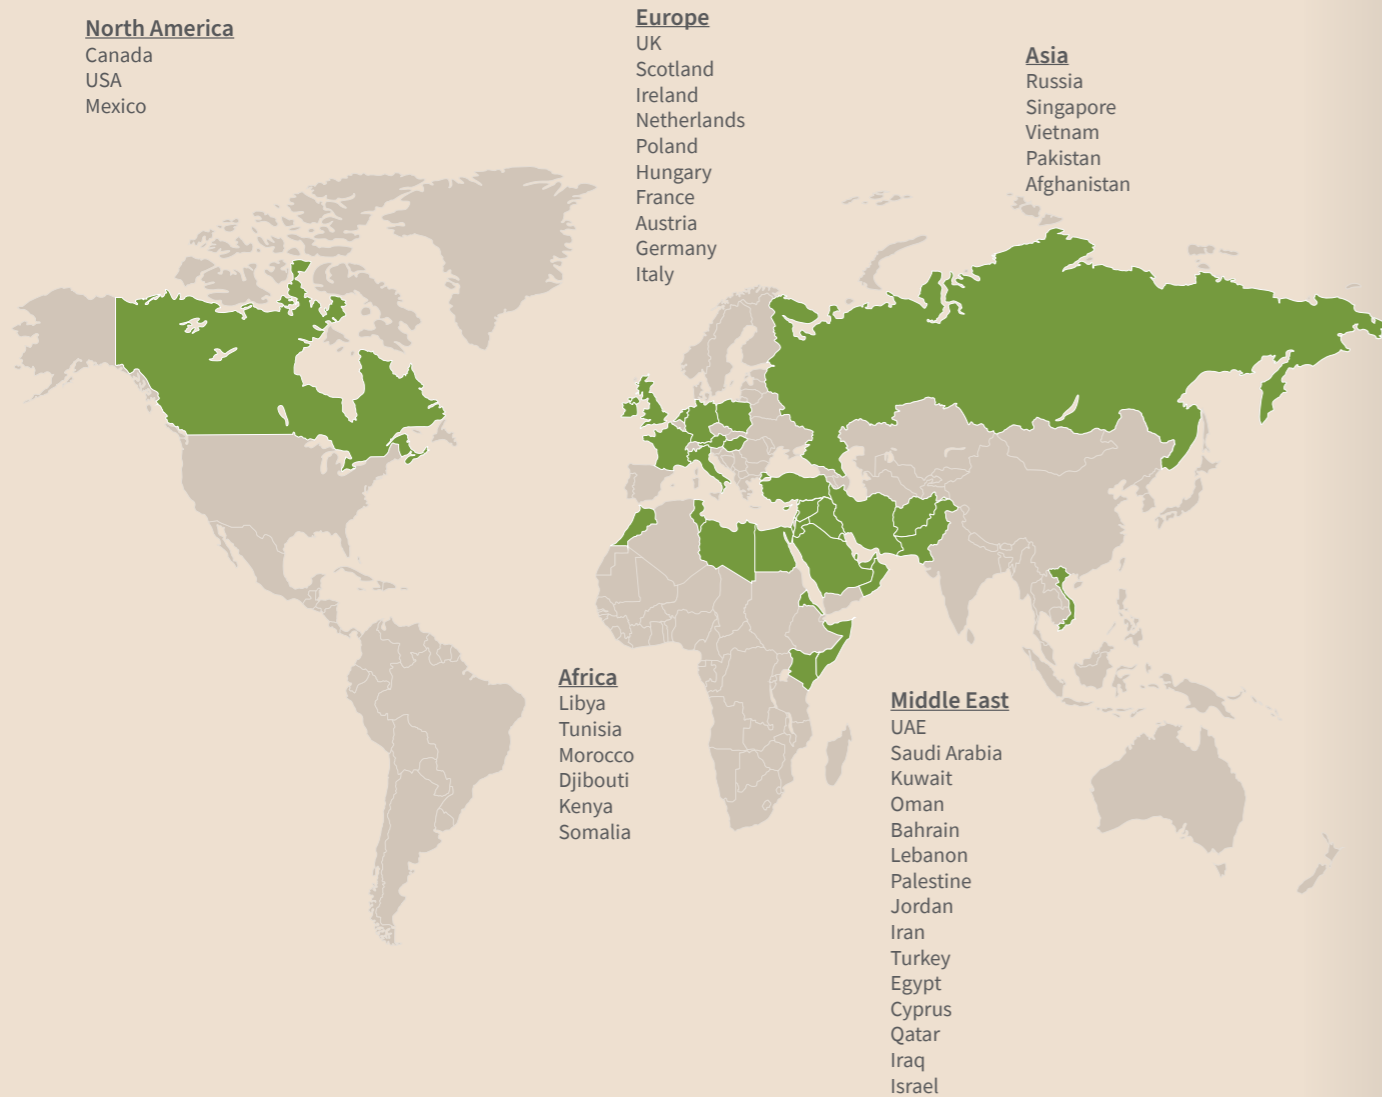 North America
Canada
USA
Mexico
Europe
UK
Scotland
Ireland
Netherlands
Poland
Hungary
France
Austria
Germany
Italy
Asia
Russia
Singapore
Vietnam
Pakistan
Afghanistan
Africa
Libya
Tunisia
Morocco
Djibouti
Kenya
Somalia
Middle East
UAE
Saudi Arabia
Kuwait
Oman
Bahrain
Lebanon
Palestine
Jordan
Iran
Turkey
Egypt
Cyprus
Qatar
Iraq
Israel